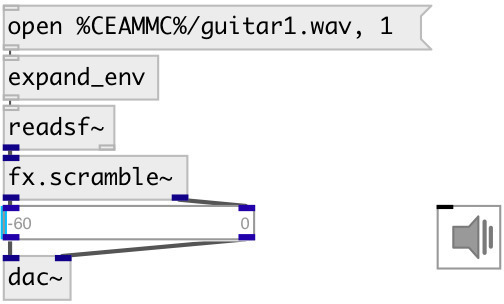 open %CEAMMC%/guitar1.wav, 1
expand_env
readsf~
fx.scramble~
-60 0
dac~